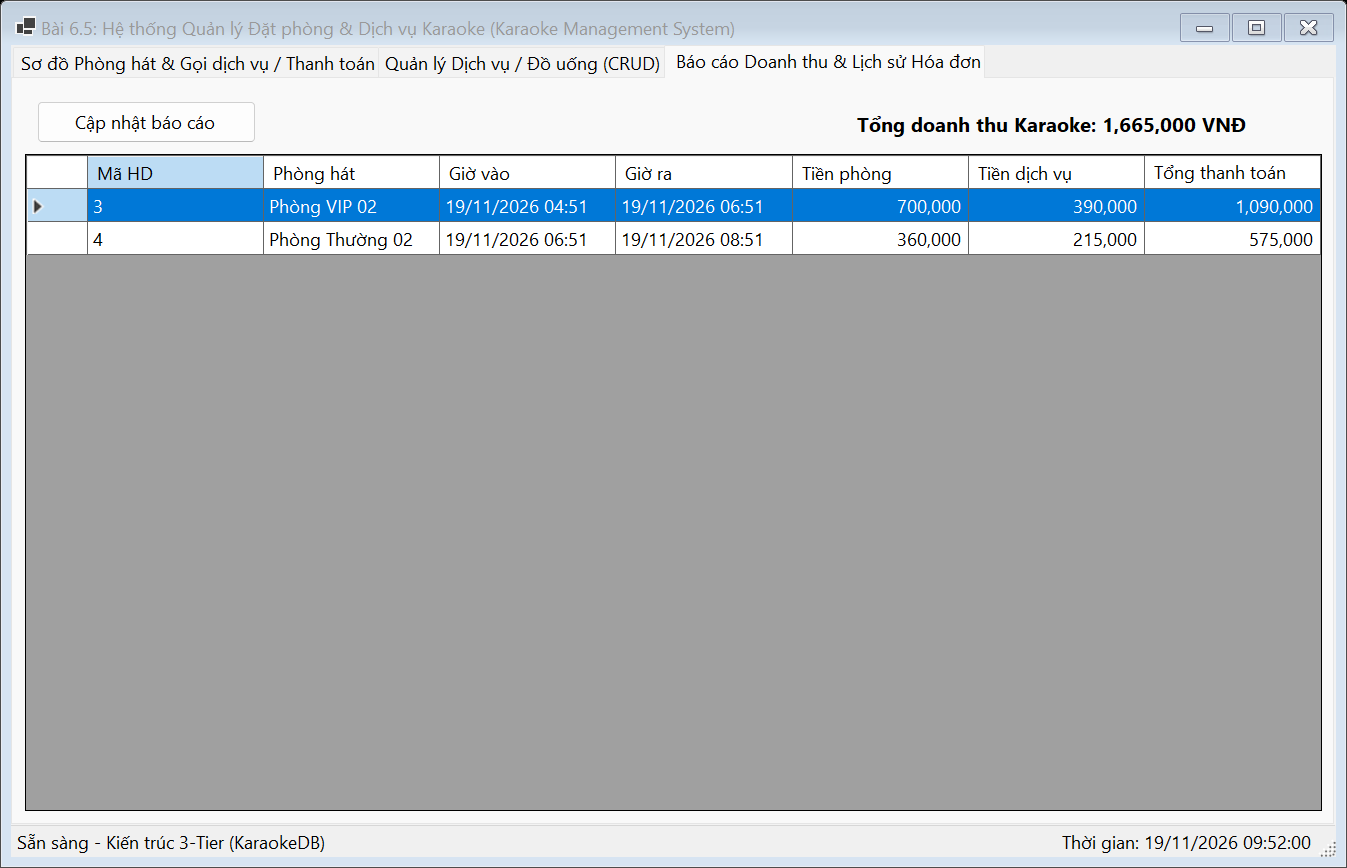 Bài 6.5: Hệ thống Quản lý Đặt phòng & Dịch vụ Karaoke (Karaoke Management System)
Sơ đồ Phòng hát & Gọi dịch vụ / Thanh toán Quản lý Dịch vụ / Đồ uống (CRUD) Báo cáo Doanh thu & Lịch sử Hóa đơn
Cập nhật báo cáo Tổng doanh thu Karaoke: 1,665,000 VNĐ
Mã HD Phòng hát Giờ vào Giờ ra Tiền phòng Tiền dịch vụ Tổng thanh toán
3 Phòng VIP 02 19/11/2026 04:51 19/11/2026 06:51 700,000 390,000 1,090,000
4 Phòng Thường 02 19/11/2026 06:51 19/11/2026 08:51 360,000 215,000 575,000
Sẵn sàng - Kiến trúc 3-Tier (KaraokeDB) Thời gian: 19/11/2026 09:52:00